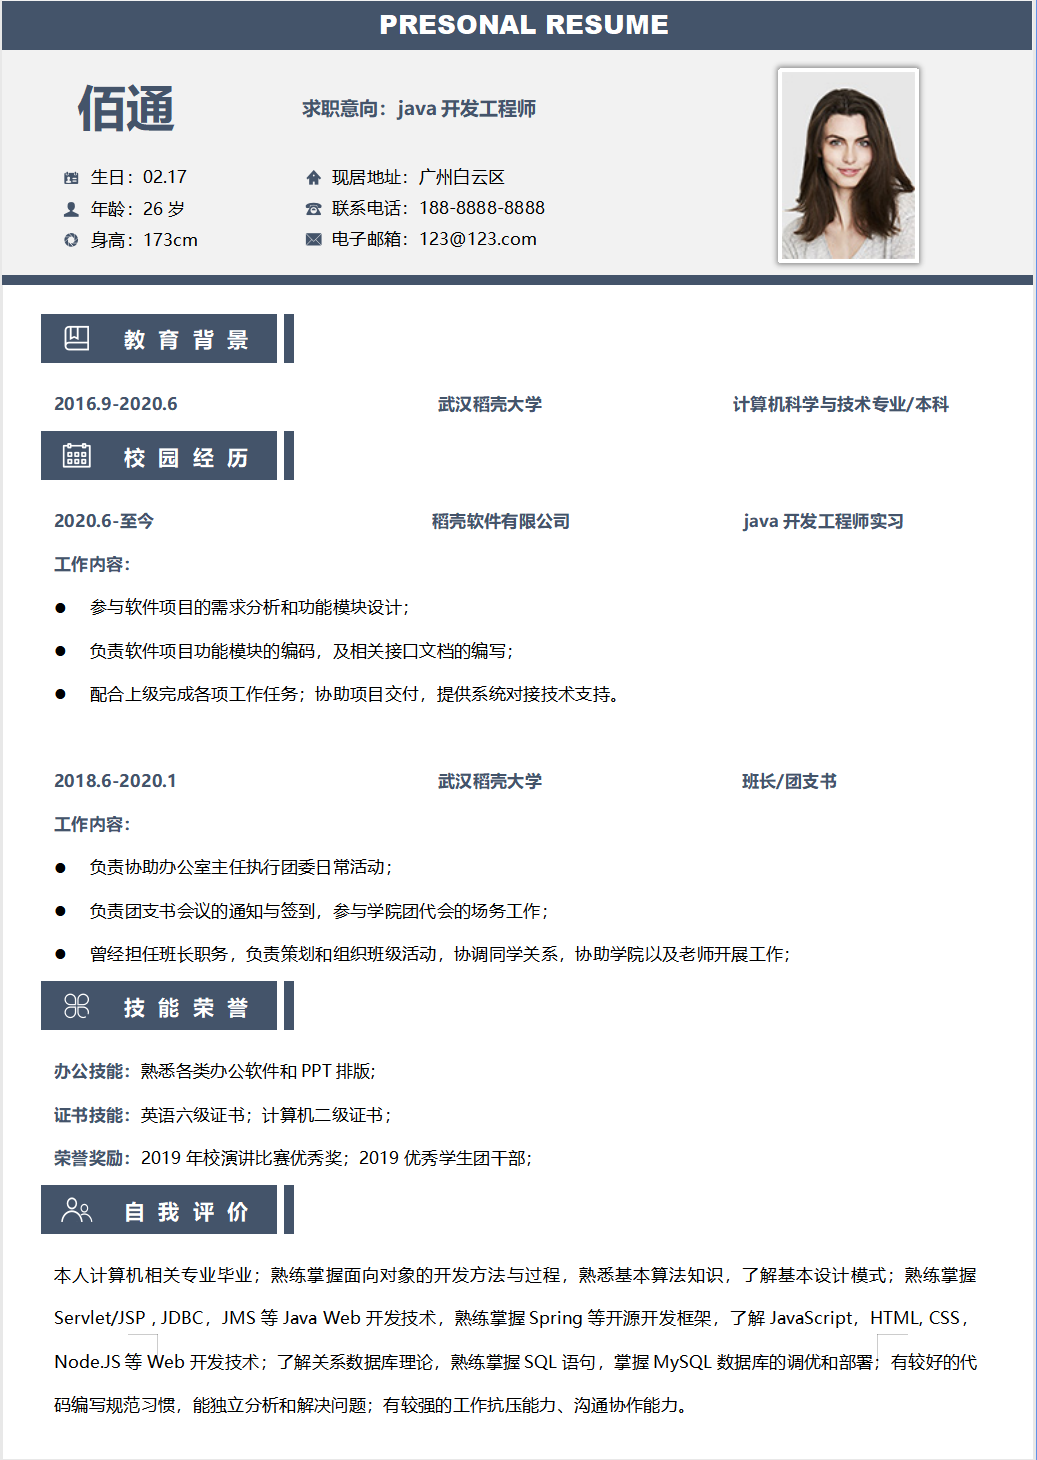 PRESONAL RESUME
佰通
求职意向：java 开发工程师
生日：02.17
现居地址：广州白云区
年龄：26 岁
联系电话：188-8888-8888
身高：173cm
电子邮箱：123@123.com
教育背景
2016.9-2020.6 武汉稻壳大学 计算机科学与技术专业/本科
校园经历
2020.6-至今 稻壳软件有限公司 java 开发工程师实习
工作内容：
● 参与软件项目的需求分析和功能模块设计；
● 负责软件项目功能模块的编码，及相关接口文档的编写；
● 配合上级完成各项工作任务；协助项目交付，提供系统对接技术支持。
2018.6-2020.1 武汉稻壳大学 班长/团支书
工作内容：
● 负责协助办公室主任执行团委日常活动；
● 负责团支书会议的通知与签到，参与学院团代会的场务工作；
● 曾经担任班长职务，负责策划和组织班级活动，协调同学关系，协助学院以及老师开展工作；
技能荣誉
办公技能：熟悉各类办公软件和 PPT 排版;
证书技能：英语六级证书；计算机二级证书；
荣誉奖励：2019 年校演讲比赛优秀奖；2019 优秀学生团干部；
自我评价
本人计算机相关专业毕业；熟练掌握面向对象的开发方法与过程，熟悉基本算法知识，了解基本设计模式；熟练掌握
Servlet/JSP , JDBC，JMS 等 Java Web 开发技术，熟练掌握 Spring 等开源开发框架，了解 JavaScript，HTML, CSS，
Node.JS 等 Web 开发技术；了解关系数据库理论，熟练掌握 SQL 语句，掌握 MySQL 数据库的调优和部署；有较好的代
码编写规范习惯，能独立分析和解决问题；有较强的工作抗压能力、沟通协作能力。